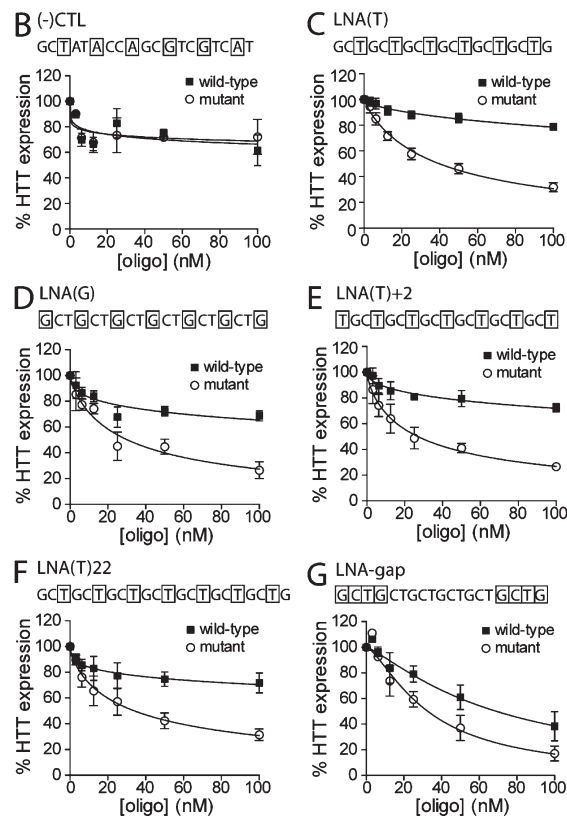 B (-)CTL
GCTATACCAGCGTCGTCAT
120
100
80
60
40
20
0
% HTT expression
wild-type
mutant
0 20 40 60 80 100
[oligo] (nM)
C LNA(T)
GCTGCTGCTGCTGCTGCTG
120
100
80
60
40
20
0
% HTT expression
wild-type
mutant
0 20 40 60 80 100
[oligo] (nM)
D LNA(G)
GCTGCTGCTGCTGCTGCTG
120
100
80
60
40
20
0
% HTT expression
wild-type
mutant
0 20 40 60 80 100
[oligo] (nM)
E LNA(T)+2
TGCTGCTGCTGCTGCTGCT
120
100
80
60
40
20
0
% HTT expression
wild-type
mutant
0 20 40 60 80 100
[oligo] (nM)
F LNA(T)22
GCTGCTGCTGCTGCTGCTGCTG
120
100
80
60
40
20
0
% HTT expression
wild-type
mutant
0 20 40 60 80 100
[oligo] (nM)
G LNA-gap
GCTGCTGCTGCTGCTGCTG
120
100
80
60
40
20
0
% HTT expression
wild-type
mutant
0 20 40 60 80 100
[oligo] (nM)